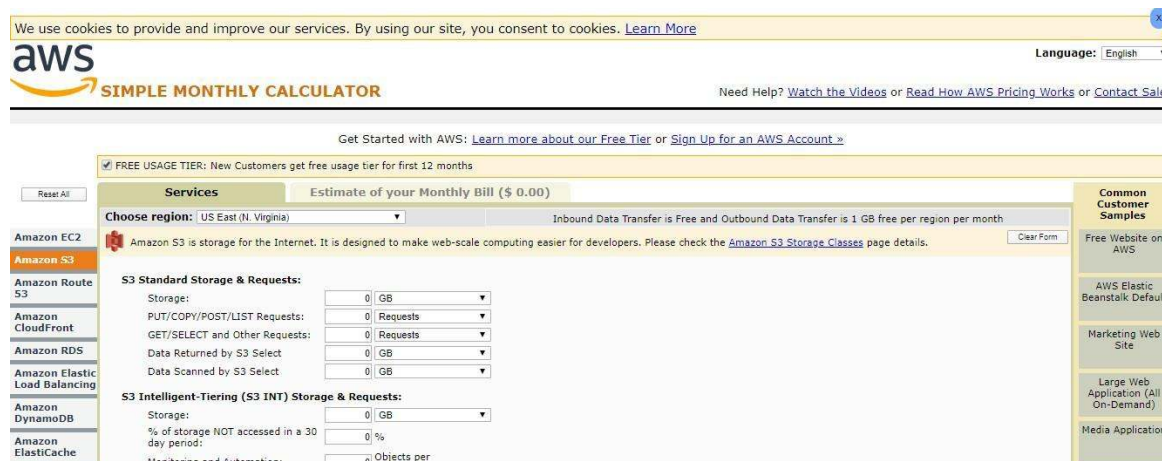 We use cookies to provide and improve our services. By using our site, you consent to cookies. Learn More
x
aws
Language: English
SIMPLE MONTHLY CALCULATOR
Need Help? Watch the Videos or Read How AWS Pricing Works or Contact Sale
Get Started with AWS: Learn more about our Free Tier or Sign Up for an AWS Account »
FREE USAGE TIER: New Customers get free usage tier for first 12 months
Reset All
Services
Estimate of your Monthly Bill ($ 0.00)
Common
Customer
Samples
Choose region: US East (N. Virginia)
Inbound Data Transfer is Free and Outbound Data Transfer is 1 GB free per region per month
Amazon S3 is storage for the Internet. It is designed to make web-scale computing easier for developers. Please check the Amazon S3 Storage Classes page details.
Clear Form
Amazon EC2
Amazon S3
Amazon Route
53
Amazon
CloudFront
Amazon RDS
Amazon Elastic
Load Balancing
Amazon
DynamoDB
Amazon
ElastiCache
S3 Standard Storage & Requests:
Storage: 0 GB
PUT/COPY/POST/LIST Requests: 0 Requests
GET/SELECT and Other Requests: 0 Requests
Data Returned by S3 Select 0 GB
Data Scanned by S3 Select 0 GB
S3 Intelligent-Tiering (S3 INT) Storage & Requests:
Storage: 0 GB
% of storage NOT accessed in a 30
day period: 0 %
Monitoring and Automation: 0 Objects per
Free Website on
AWS
AWS Elastic
Beanstalk Defaul
Marketing Web
Site
Large Web
Application (All
On-Demand)
Media Application